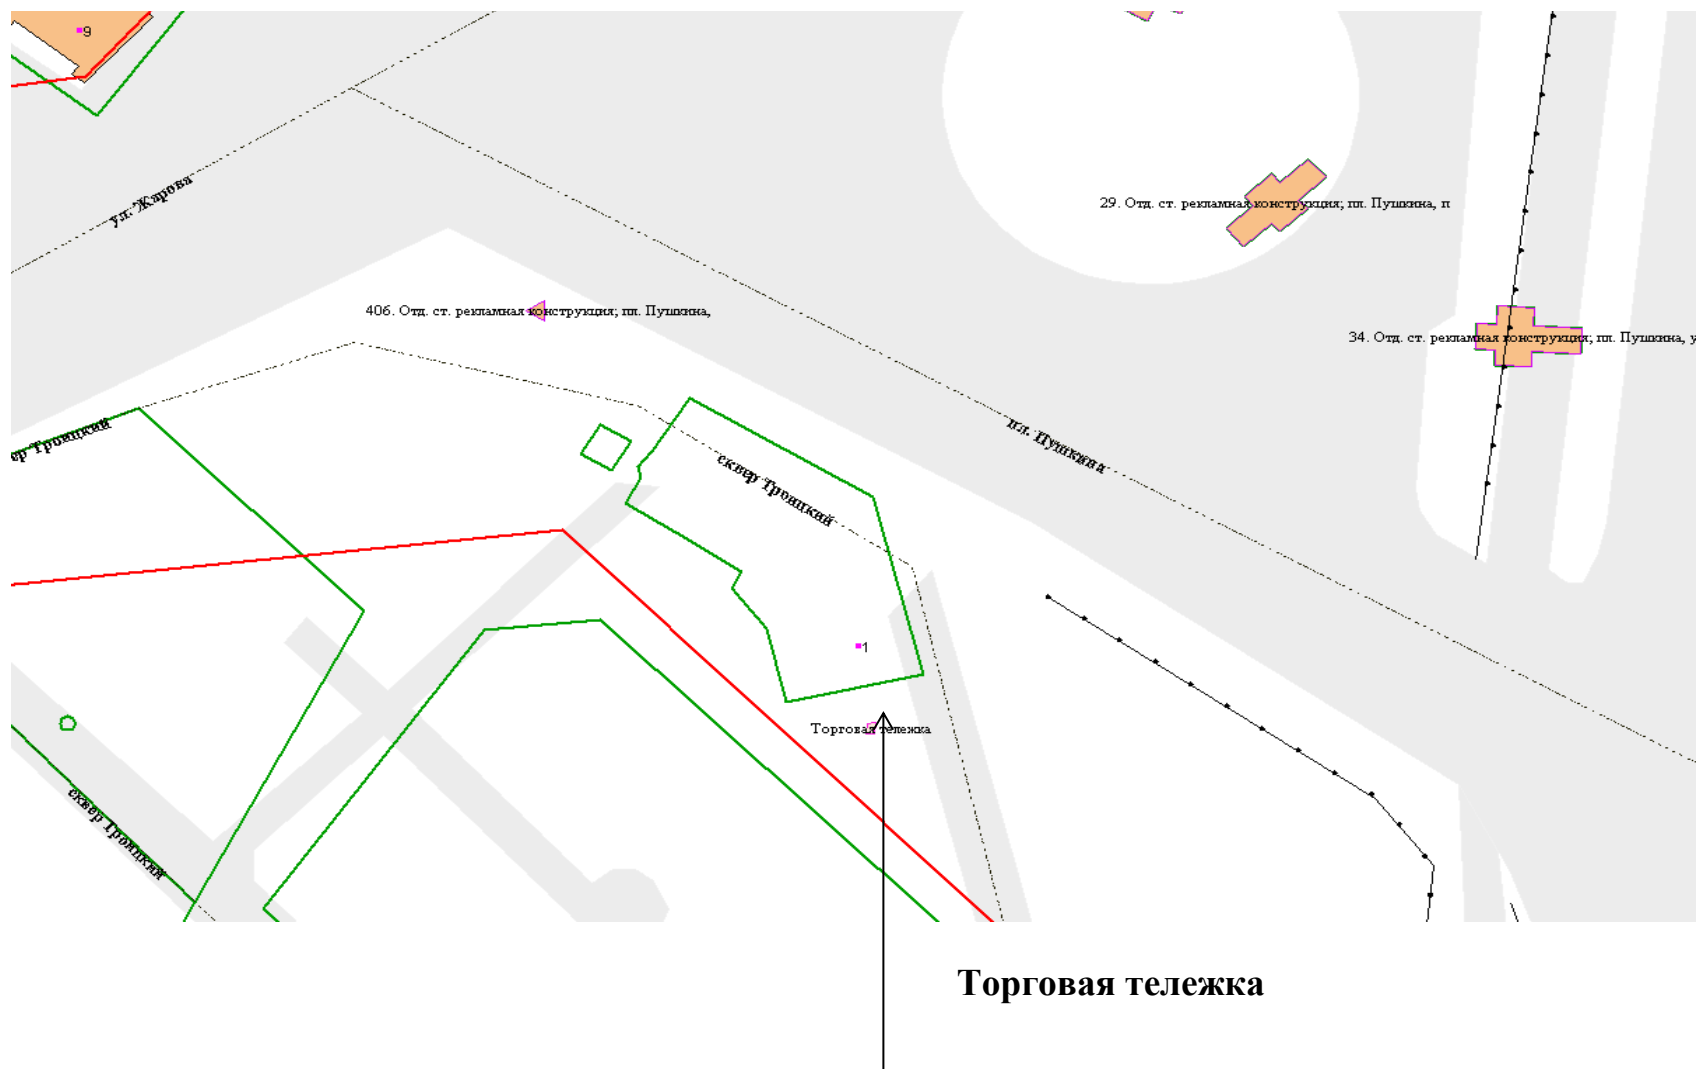 9
ул. Жарова
29. Отд. ст. рекламная конструкция; пл. Пушкина, п
406. Отд. ст. рекламная конструкция; пл. Пушкина,
34. Отд. ст. рекламная конструкция; пл. Пушкина, у
ер Троицкий
пл. Пушкина
сквер Троицкий
1
Торговая тележка
сквер Троицкий
Торговая тележка